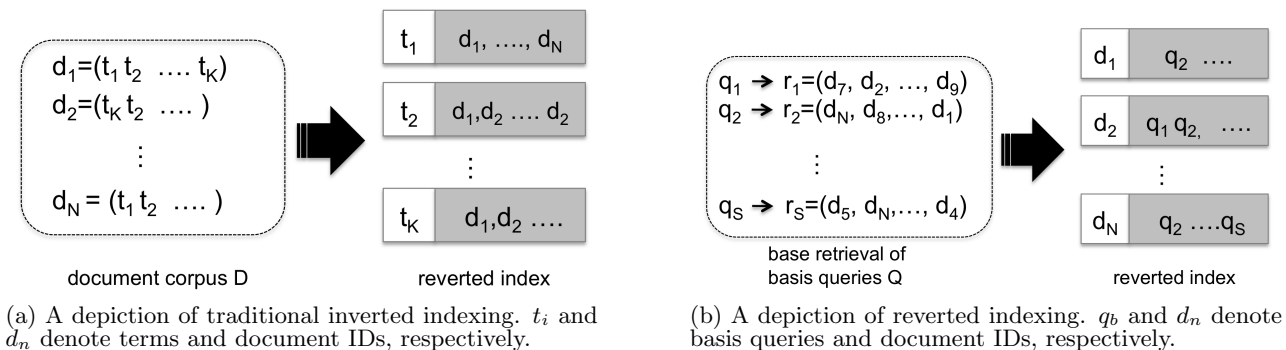 d1=(t1 t2 .... tK)
d2=(tK t2 .... )
⋮
dN = (t1 t2 .... )
document corpus D
t1 d1, ...., dN
t2 d1,d2 .... d2
⋮
tK d1,d2 ....
reverted index
(a) A depiction of traditional inverted indexing. ti and
dn denote terms and document IDs, respectively.
q1 → r1=(d7, d2, ..., d9)
q2 → r2=(dN, d8,..., d1)
⋮
qS → rS=(d5, dN,..., d4)
base retrieval of
basis queries Q
d1 q2 ....
d2 q1 q2, ....
⋮
dN q2 ....qS
reverted index
(b) A depiction of reverted indexing. qb and dn denote
basis queries and document IDs, respectively.